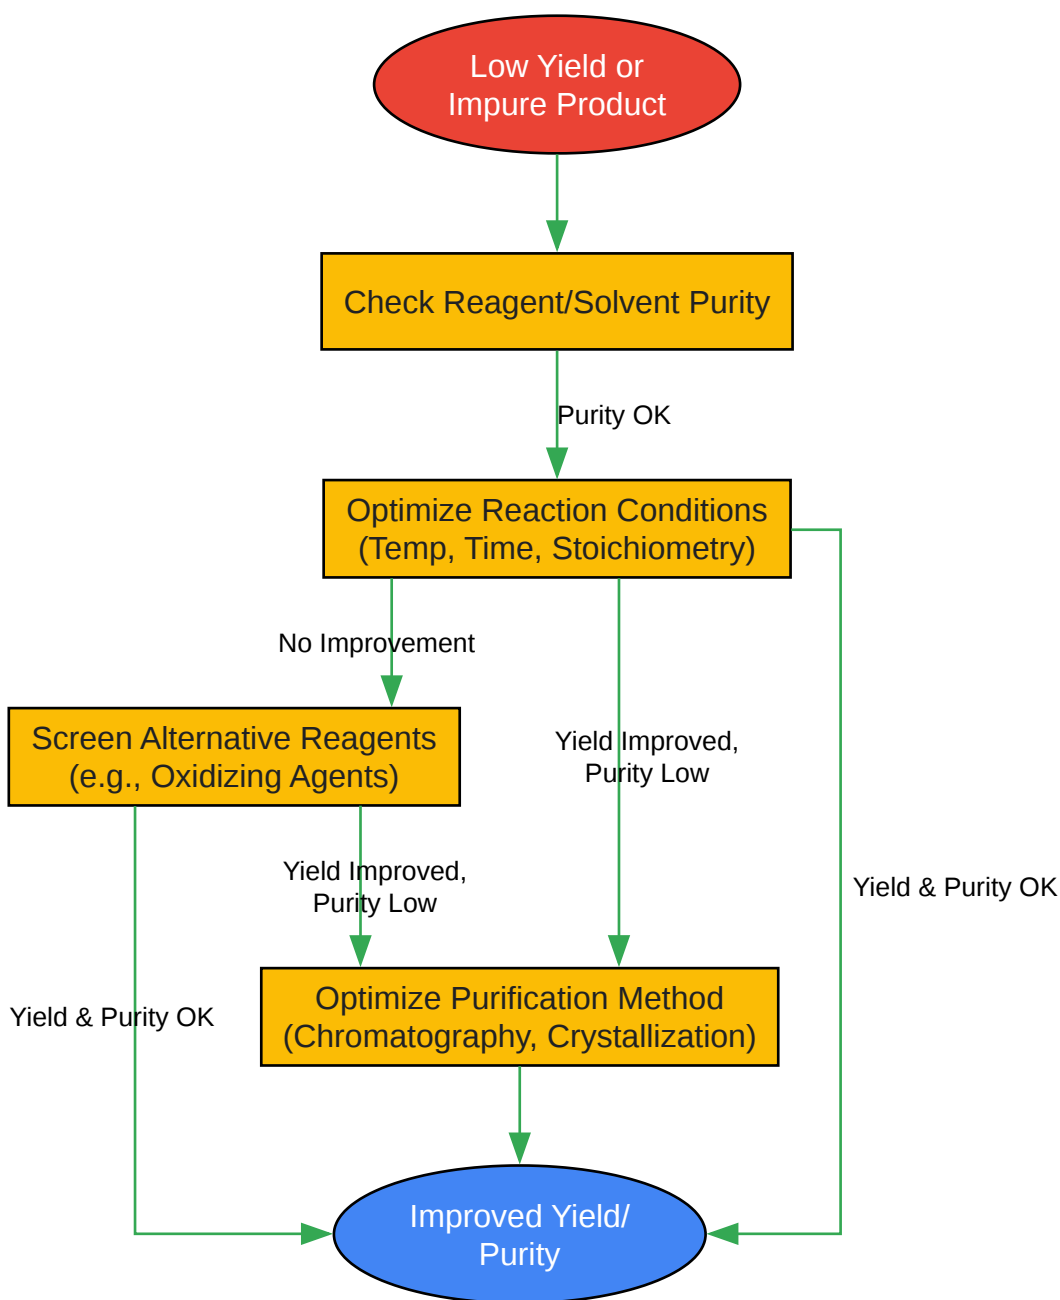 Low Yield or
Impure Product
Check Reagent/Solvent Purity
Purity OK
Optimize Reaction Conditions
(Temp, Time, Stoichiometry)
No Improvement
Screen Alternative Reagents
(e.g., Oxidizing Agents)
Yield Improved,
Purity Low
Yield Improved,
Purity Low
Yield & Purity OK
Optimize Purification Method
(Chromatography, Crystallization)
Yield & Purity OK
Improved Yield/
Purity